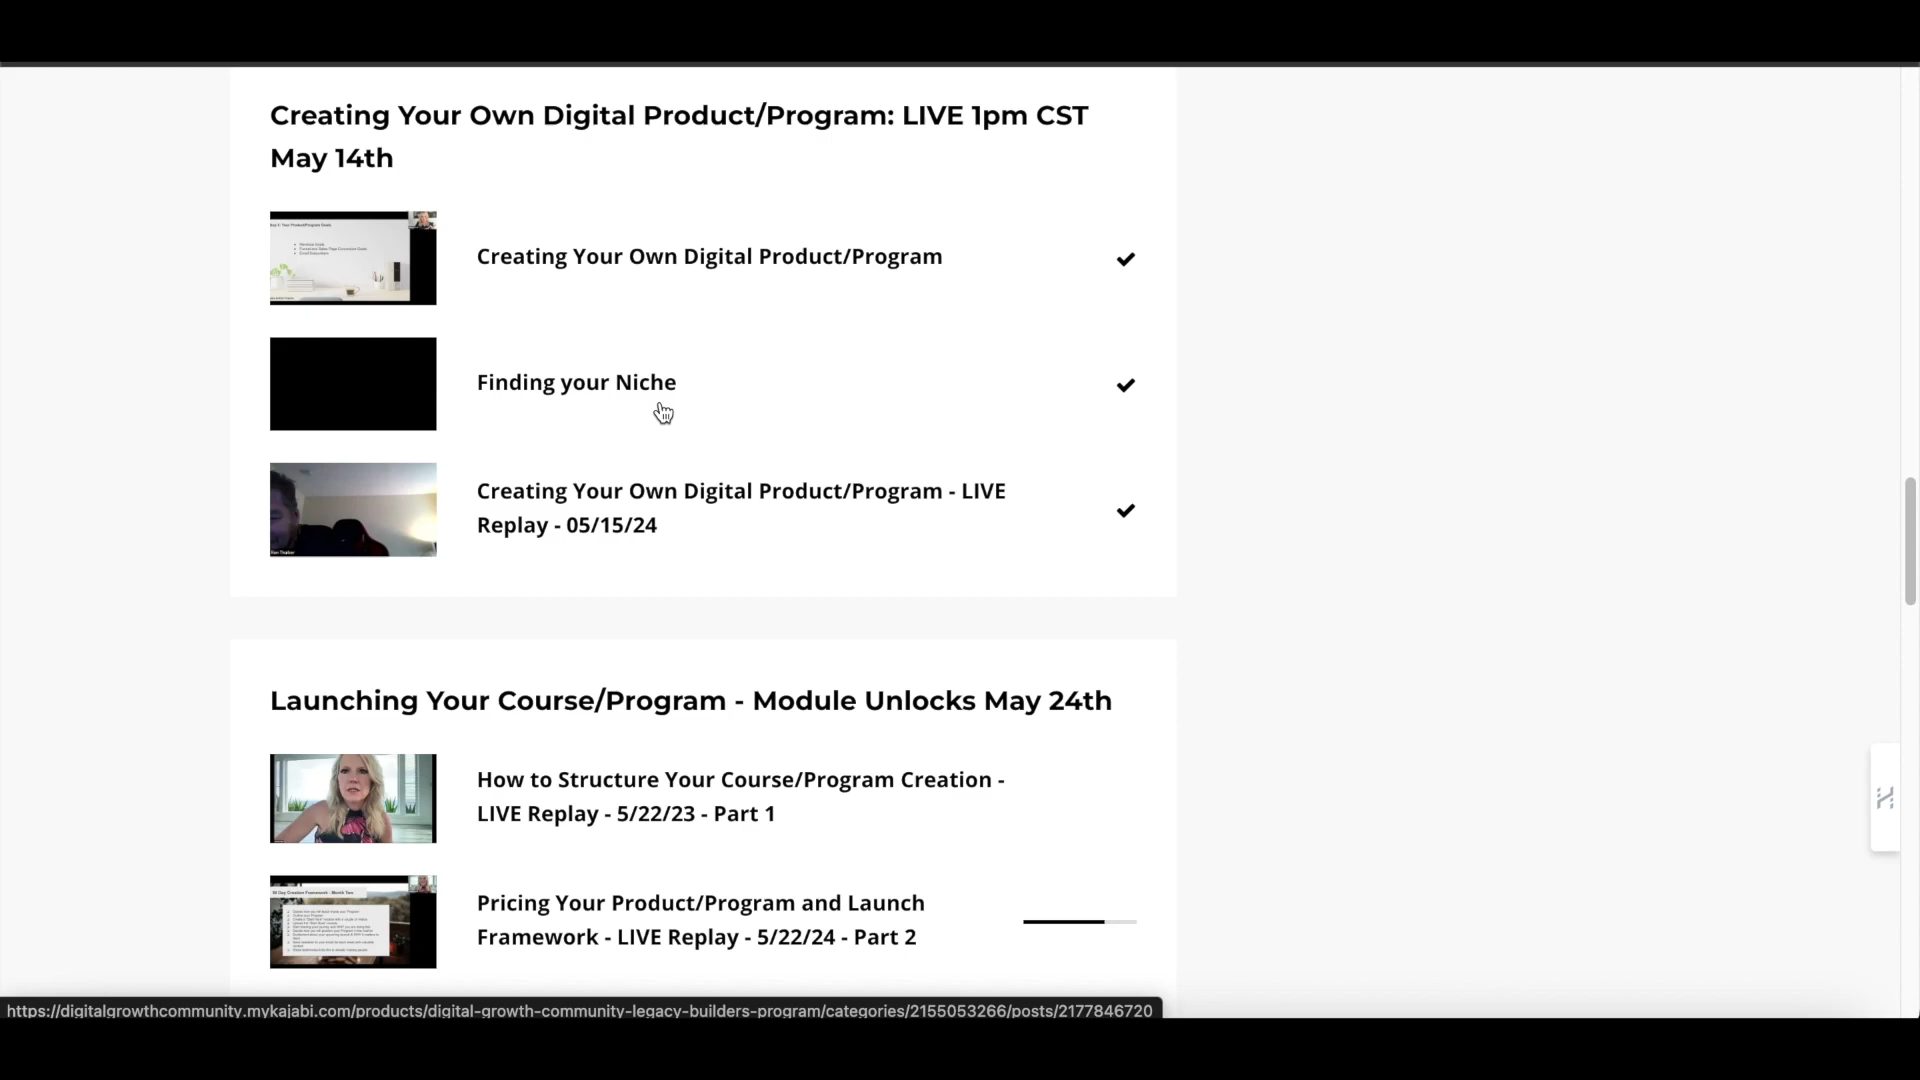 Creating Your Own Digital Product/Program: LIVE 1pm CST
May 14th
Creating Your Own Digital Product/Program
Finding your Niche
Creating Your Own Digital Product/Program - LIVE
Replay - 05/15/24
Launching Your Course/Program - Module Unlocks May 24th
How to Structure Your Course/Program Creation -
LIVE Replay - 5/22/23 - Part 1
Pricing Your Product/Program and Launch
Framework - LIVE Replay - 5/22/24 - Part 2
https://digitalgrowthcommunity.mykajabi.com/products/digital-growth-community-legacy-builders-program/categories/2155053266/posts/2177846720